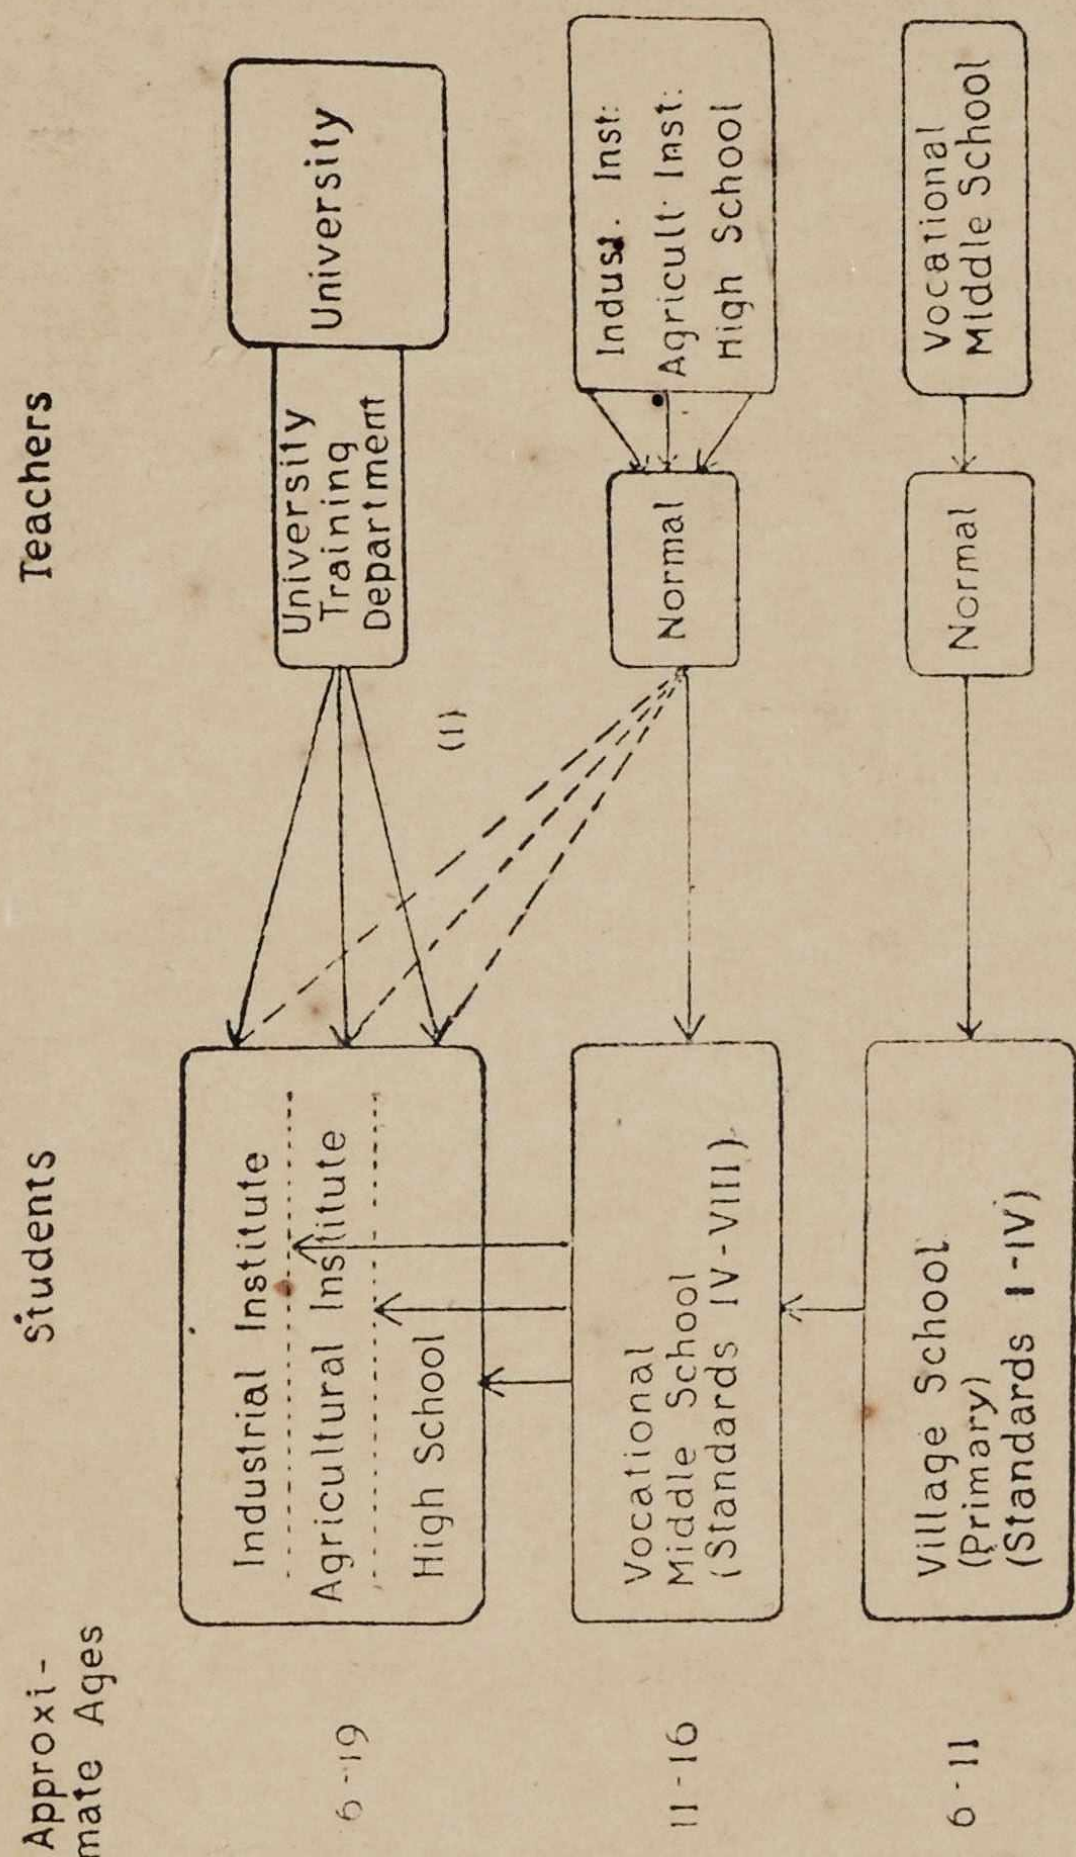 Approxi-
mate Ages
Students
Teachers
6-19
Industrial Institute
Agricultural Institute
High School
(1)
University
Training
Department
University
11-16
Vocational
Middle School
(Standards IV-VIII)
Normal
Indust. Inst:
Agricult. Inst:
High School
6-11
Village School
(Primary)
(Standards I-IV)
Normal
Vocational
Middle School